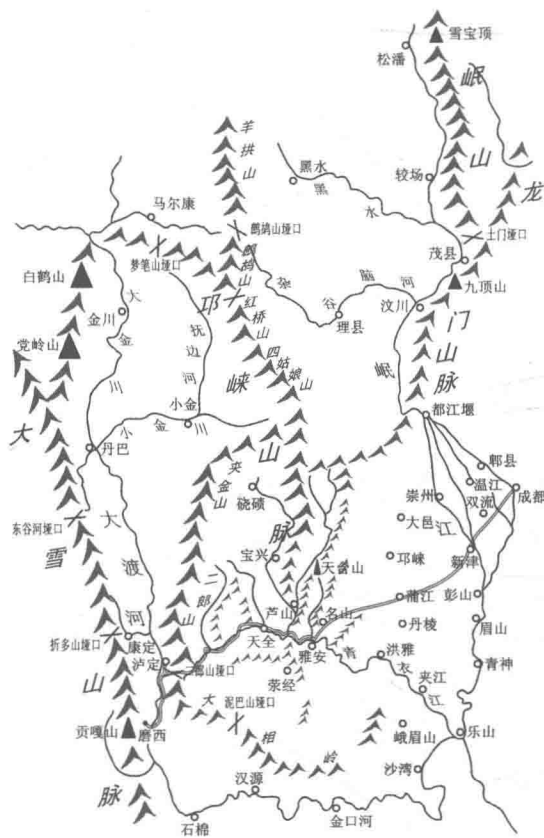 雪宝顶
松潘
岷山
羊拱山
黑水
黑水
较场
龙门山脉
马尔康
鹧鸪山垭口
土门垭口
茂县
梦笔山垭口
鹧鸪山
白鹤山
邛崃山脉
九顶山
杂谷脑河
汶川
红桥山
理县
金川
大金川
抚边河
党岭山
四姑娘山
岷江
小金
小金川
都江堰
大雪山脉
丹巴
郫县
夹金山
温江
成都
硗碛
崇州
双流
东谷河垭口
大渡河
大邑
宝兴
天台山
邛崃
新津
二郎山
芦山
名山
蒲江
彭山
折多山垭口
康定
天全
丹棱
眉山
泸定
二郎山垭口
雅安
青衣江
洪雅
青神
荥经
夹江
大相岭
泥巴山垭口
贡嘎山
磨西
峨眉山
乐山
沙湾
汉源
石棉
金口河